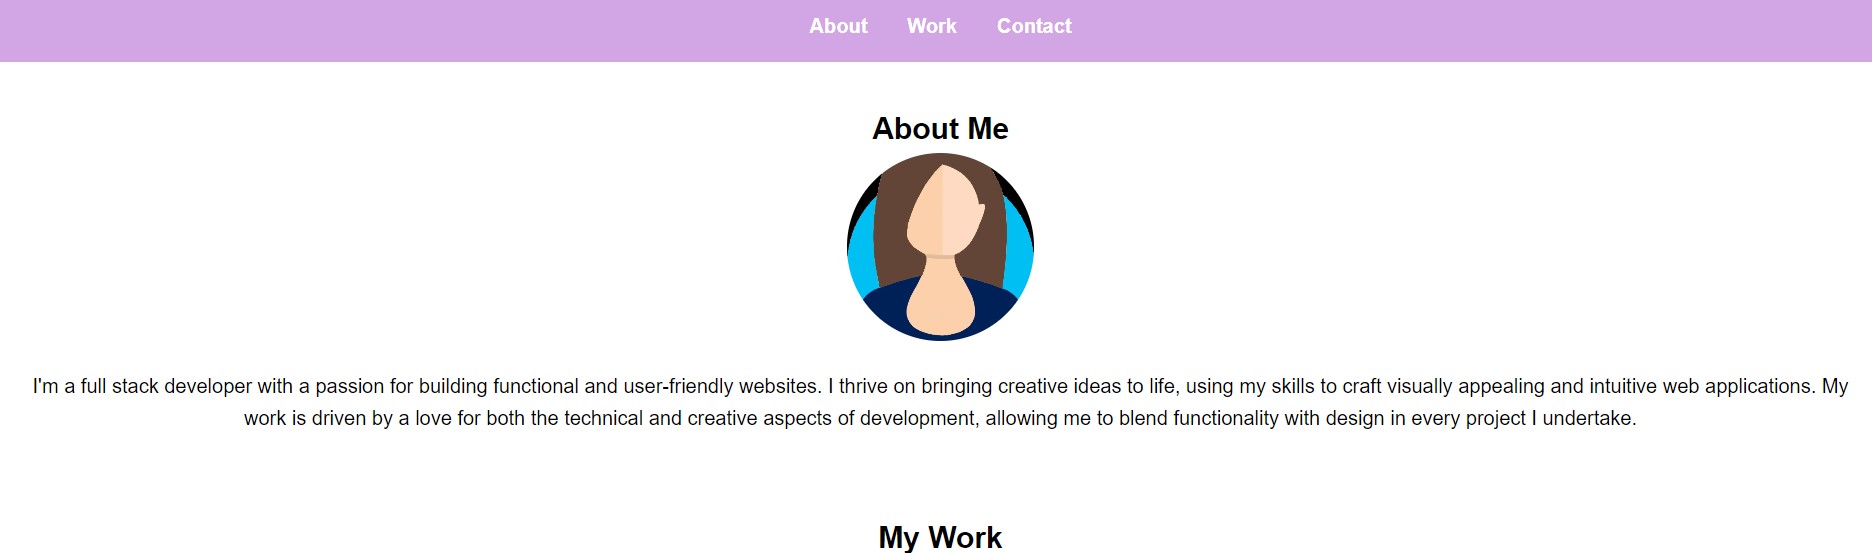 About Work Contact
About Me
I'm a full stack developer with a passion for building functional and user-friendly websites. I thrive on bringing creative ideas to life, using my skills to craft visually appealing and intuitive web applications. My
work is driven by a love for both the technical and creative aspects of development, allowing me to blend functionality with design in every project I undertake.
My Work